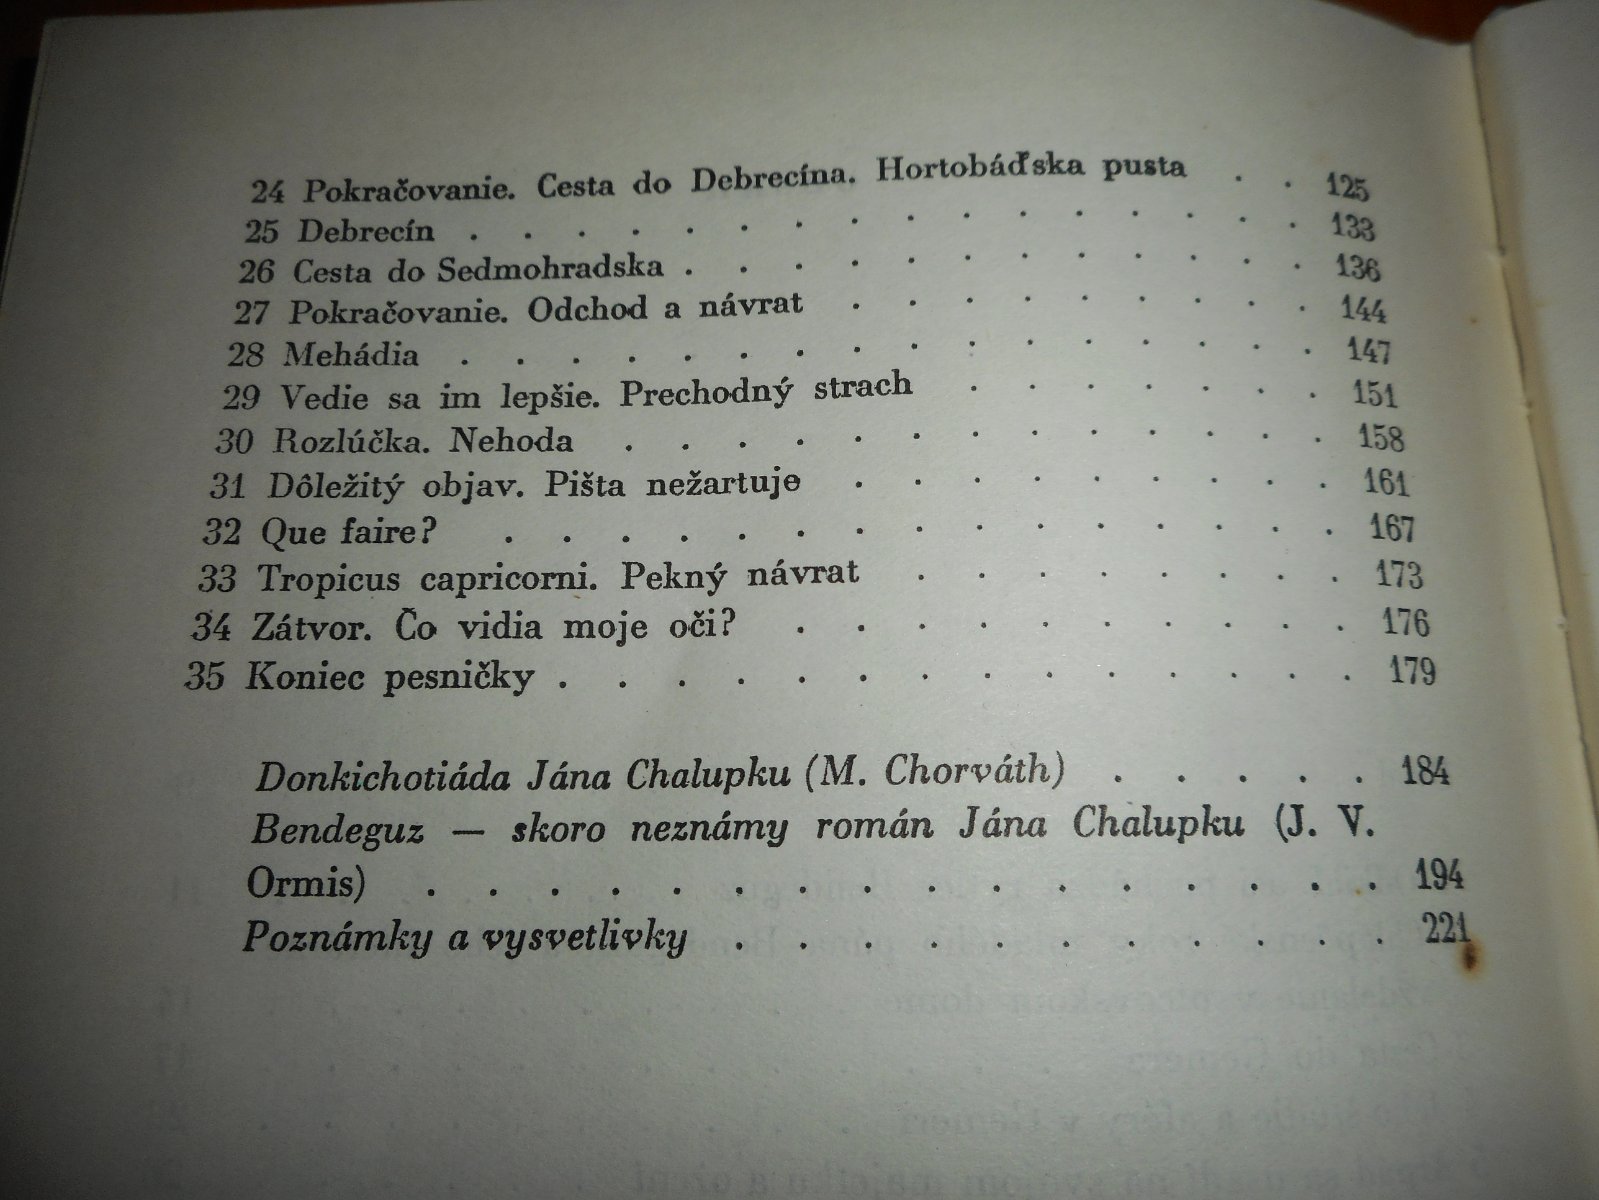 24 Pokračovanie. Cesta do Debrecína. Hortobáďska pusta . . 125
25 Debrecín . . . . . . . . . . . . . . . . 133
26 Cesta do Sedmohradska . . . . . . . . . . . . 136
27 Pokračovanie. Odchod a návrat . . . . . . . . . 144
28 Mehádia . . . . . . . . . . . . . . . . 147
29 Vedie sa im lepšie. Prechodný strach . . . . . . . 151
30 Rozlúčka. Nehoda . . . . . . . . . . . . . 158
31 Dôležitý objav. Pišta nežartuje . . . . . . . . . 161
32 Que faire? . . . . . . . . . . . . . . . 167
33 Tropicus capricorni. Pekný návrat . . . . . . . . 173
34 Zátvor. Čo vidia moje oči? . . . . . . . . . . 176
35 Koniec pesničky . . . . . . . . . . . . . . 179
Donkichotiáda Jána Chalupku (M. Chorváth) . . . . . 184
Bendeguz — skoro neznámy román Jána Chalupku (J. V.
Ormis) . . . . . . . . . . . . . . . . 194
Poznámky a vysvetlivky . . . . . . . . . . . 221